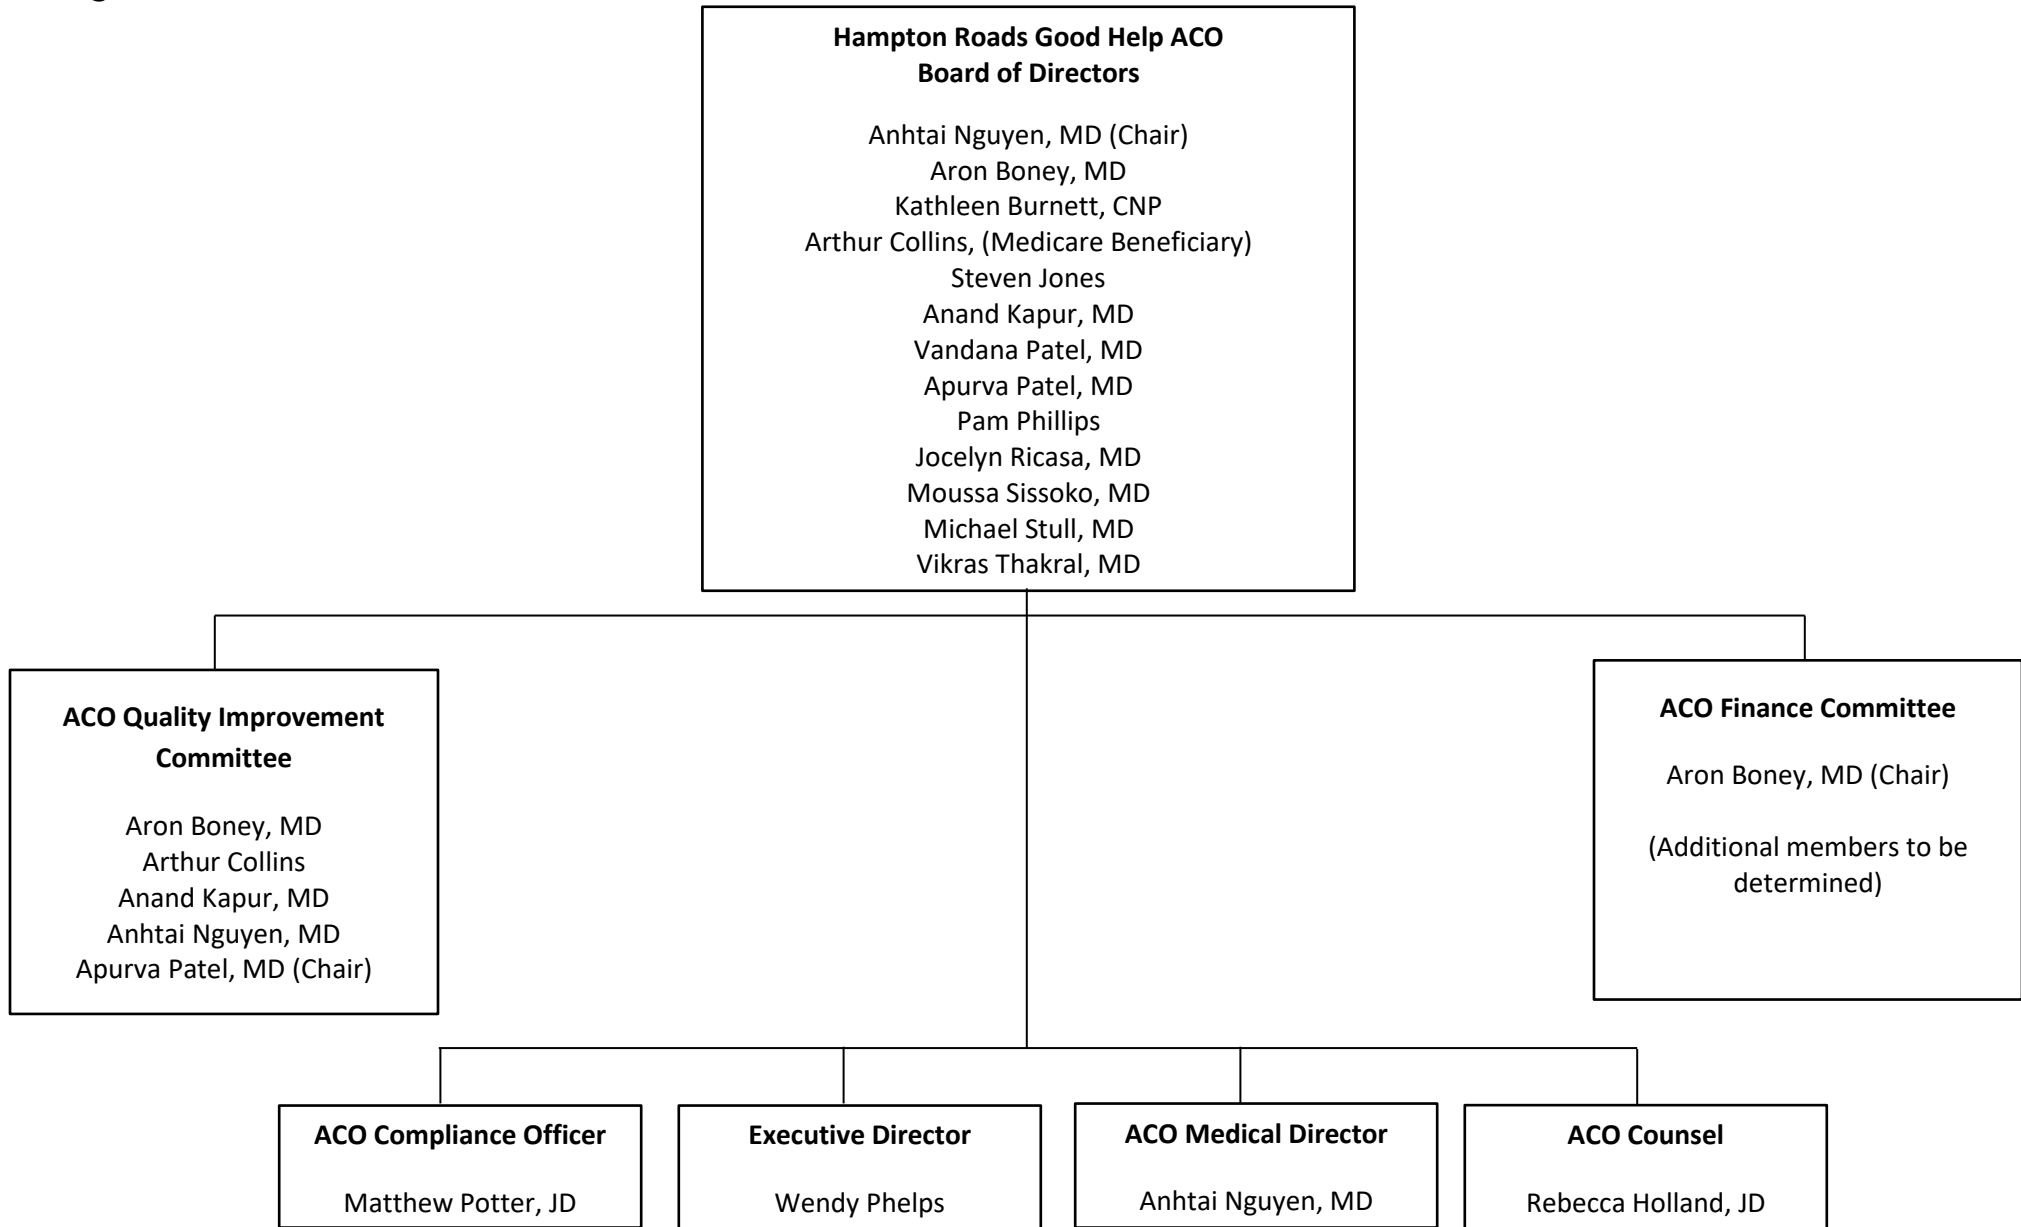 Hampton Roads Good Help ACO
Board of Directors
Anhtai Nguyen, MD (Chair)
Aron Boney, MD
Kathleen Burnett, CNP
Arthur Collins, (Medicare Beneficiary)
Steven Jones
Anand Kapur, MD
Vandana Patel, MD
Apurva Patel, MD
Pam Phillips
Jocelyn Ricasa, MD
Moussa Sissoko, MD
Michael Stull, MD
Vikras Thakral, MD
ACO Quality Improvement
Committee
Aron Boney, MD
Arthur Collins
Anand Kapur, MD
Anhtai Nguyen, MD
Apurva Patel, MD (Chair)
ACO Finance Committee
Aron Boney, MD (Chair)
(Additional members to be
determined)
ACO Compliance Officer
Matthew Potter, JD
Executive Director
Wendy Phelps
ACO Medical Director
Anhtai Nguyen, MD
ACO Counsel
Rebecca Holland, JD